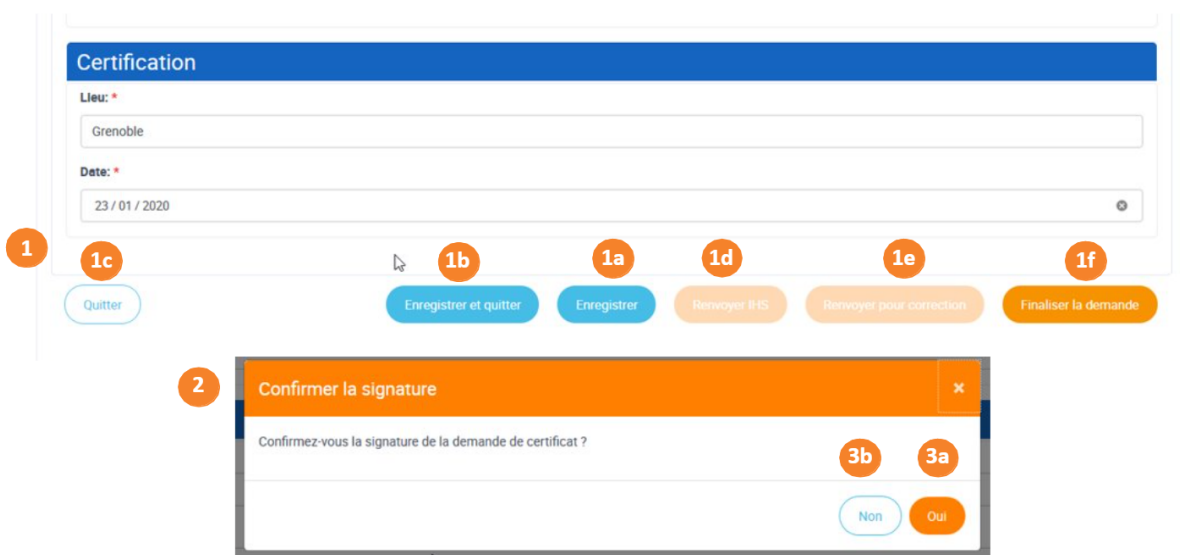 Certification
Lieu: *
Grenoble
Date: *
23 / 01 / 2020
1
1c
1b
1a
1d
1e
1f
Quitter
Enregistrer et quitter
Enregistrer
Renvoyer IHS
Renvoyer pour correction
Finaliser la demande
2
Confirmer la signature
×
Confirmez-vous la signature de la demande de certificat ?
3b
3a
Non
Oui